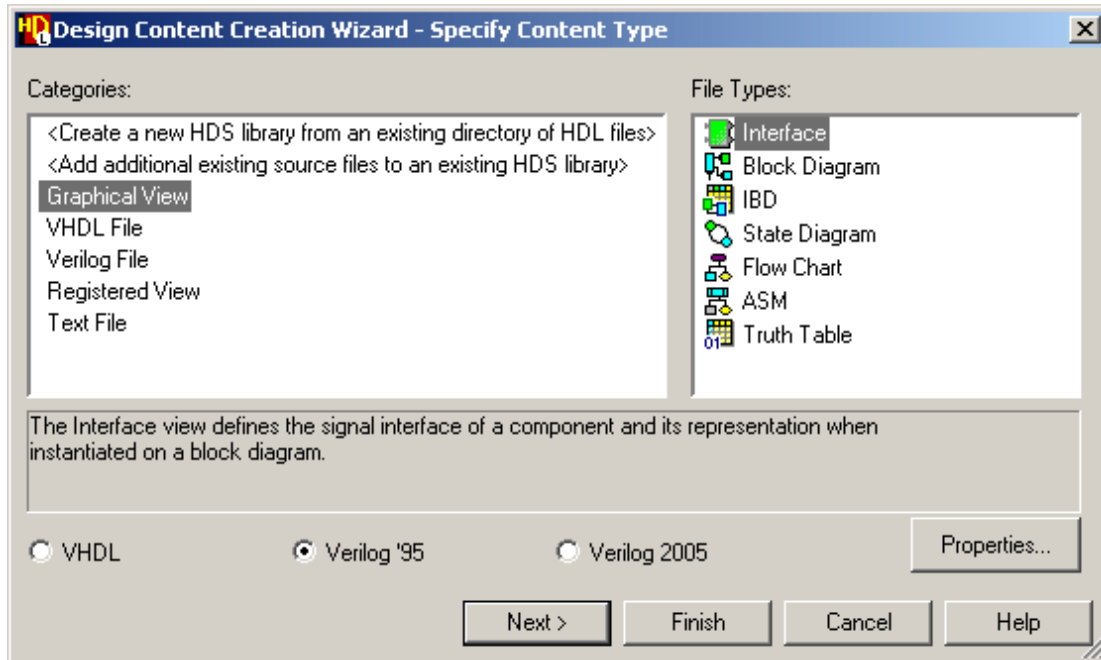 HD L Design Content Creation Wizard - Specify Content Type
Categories:
<Create a new HDS library from an existing directory of HDL files>
<Add additional existing source files to an existing HDS library>
Graphical View
VHDL File
Verilog File
Registered View
Text File
File Types:
Interface
Block Diagram
IBD
State Diagram
Flow Chart
ASM
01 Truth Table
The Interface view defines the signal interface of a component and its representation when
instantiated on a block diagram.
VHDL
Verilog '95
Verilog 2005
Properties...
Next >
Finish
Cancel
Help